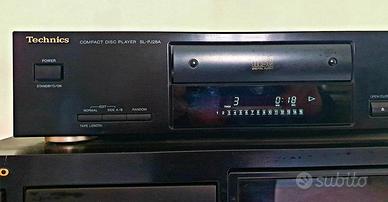 Technics COMPACT DISC PLAYER SL-PJ28A
POWER
STANDBY⏻/ON
EDIT
NORMAL SIDE A/B RANDOM
TAPE LENGTH
3 0:18
OPEN/CLOSE
O
subito